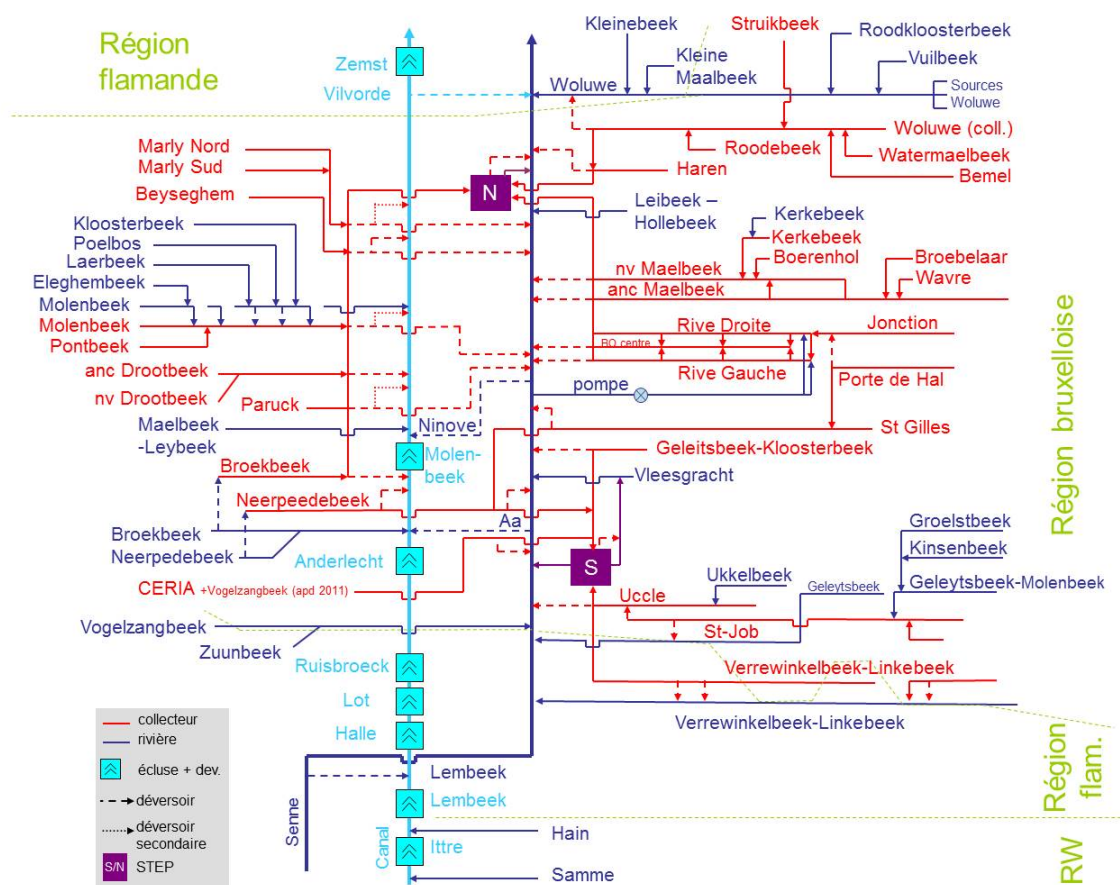 Région
flamande
Zemst
Vilvorde
Kleinebeek
Kleine
Maalbeek
Struikbeek
Roodkloosterbeek
Vuilbeek
Woluwe
Sources
Woluwe
Woluwe (coll.)
Roodebeek
Watermaelbeek
Bemel
Haren
Marly Nord
Marly Sud
Beyseghem
N
Leibeek –
Hollebeek
Kloosterbeek
Poelbos
Laerbeek
Eleghembeek
Molenbeek
Molenbeek
Pontbeek
Kerkebeek
Kerkebeek
Boerenhol
Broebelaar
Wavre
nv Maelbeek
anc Maelbeek
Rive Droite
Jonction
BO centre
Rive Gauche
Porte de Hal
anc Drootbeek
nv Drootbeek
Paruck
pompe
Maelbeek
-Leybeek
Ninove
St Gilles
Molen-
beek
Geleitsbeek-Kloosterbeek
Broekbeek
Vleesgracht
Neerpeedebeek
Aa
Broekbeek
Neerpedebeek
Anderlecht
S
Groelstbeek
Kinsenbeek
Ukkelbeek
Geleytsbeek
Geleytsbeek-Molenbeek
CERIA +Vogelzangbeek (apd 2011)
Uccle
St-Job
Vogelzangbeek
Zuunbeek
Ruisbroeck
Verrewinkelbeek-Linkebeek
Lot
Verrewinkelbeek-Linkebeek
Halle
Lembeek
Lembeek
Senne
Canal
Hain
Ittre
Samme
Région bruxelloise
Région
flam.
RW
collecteur
rivière
écluse + dev.
déversoir
déversoir
secondaire
S/N STEP